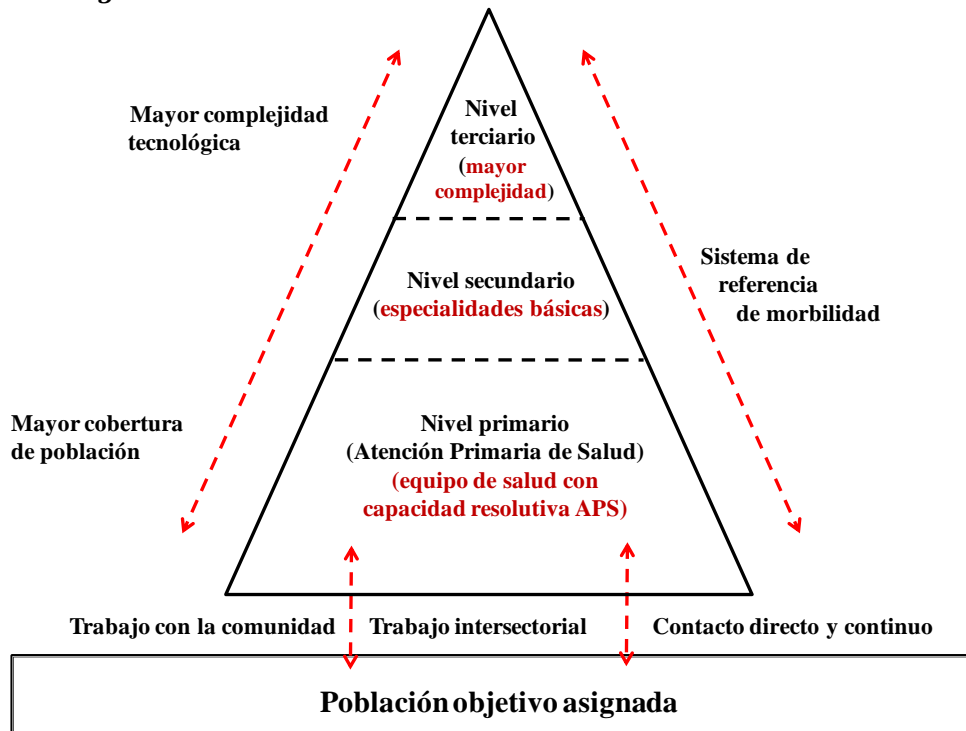 Nivel
terciario
(mayor
complejidad)
Mayor complejidad
tecnológica
Nivel secundario
(especialidades básicas)
Sistema de
referencia
de morbilidad
Mayor cobertura
de población
Nivel primario
(Atención Primaria de Salud)
(equipo de salud con
capacidad resolutiva APS)
Trabajo con la comunidad
Trabajo intersectorial
Contacto directo y continuo
Población objetivo asignada